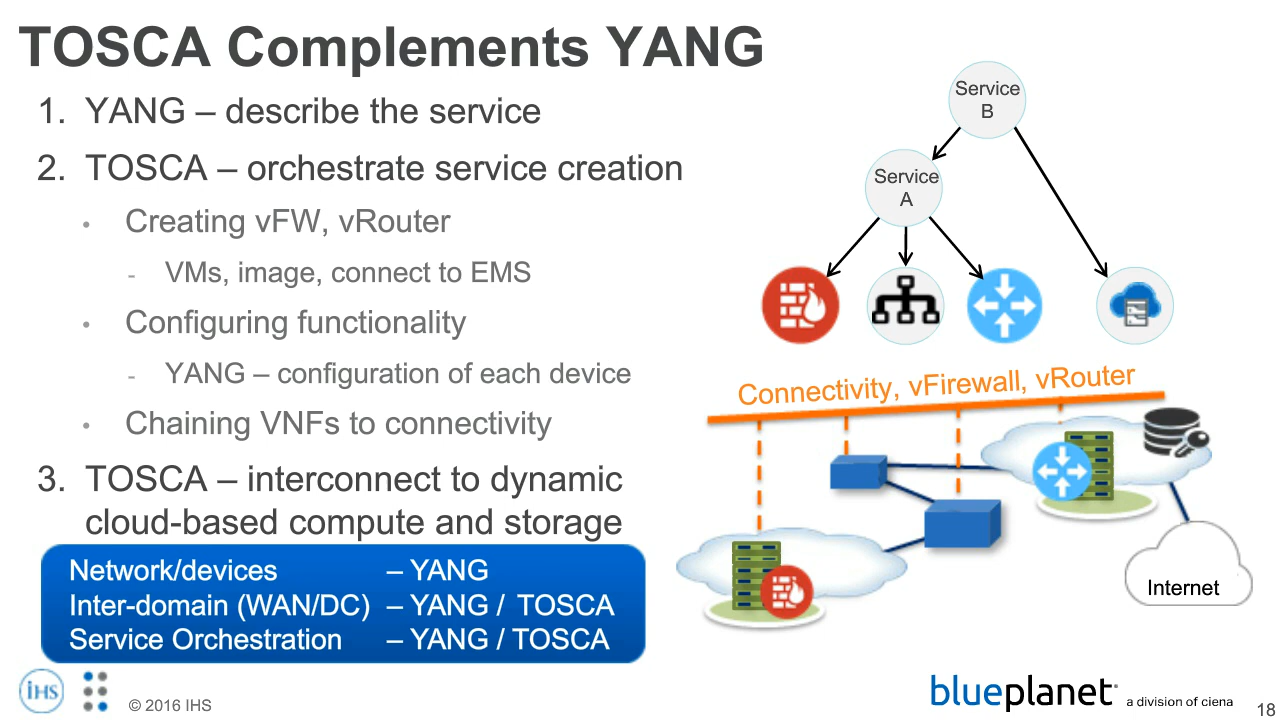 TOSCA Complements YANG
1. YANG – describe the service
2. TOSCA – orchestrate service creation
• Creating vFW, vRouter
- VMs, image, connect to EMS
• Configuring functionality
- YANG – configuration of each device
• Chaining VNFs to connectivity
3. TOSCA – interconnect to dynamic
cloud-based compute and storage
Network/devices – YANG
Inter-domain (WAN/DC) – YANG / TOSCA
Service Orchestration – YANG / TOSCA
Service
B
Service
A
Connectivity, vFirewall, vRouter
Internet
iHS
© 2016 IHS
blueplanet
a division of ciena
18